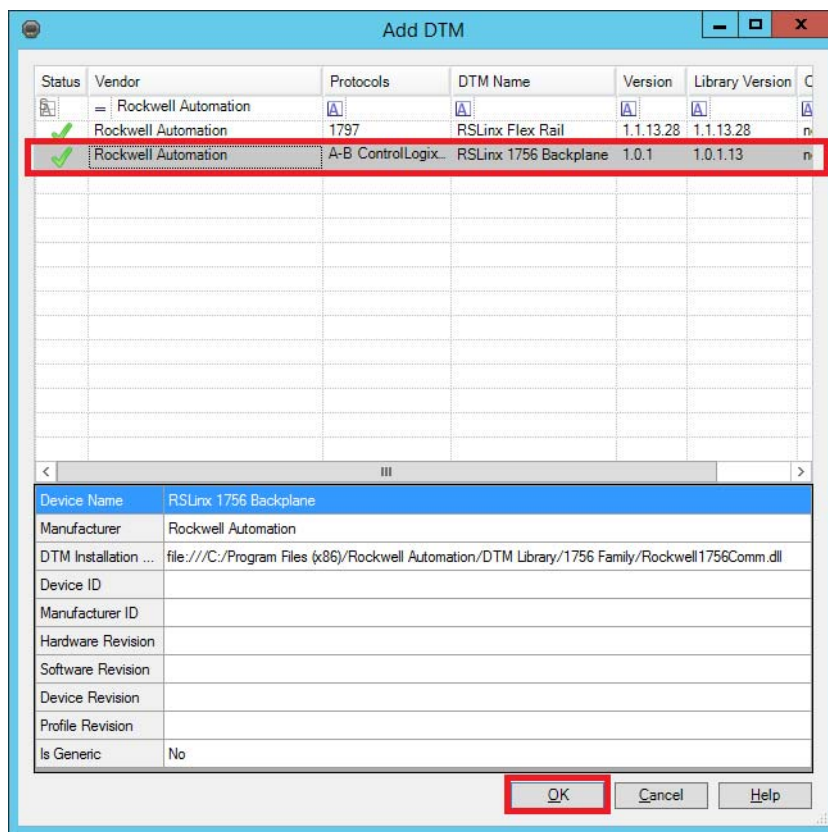 Add DTM
Status Vendor Protocols DTM Name Version Library Version C
= Rockwell Automation
Rockwell Automation 1797 RSLinx Flex Rail 1.1.13.28 1.1.13.28
Rockwell Automation A-B ControlLogix... RSLinx 1756 Backplane 1.0.1 1.0.1.13
Device Name RSLinx 1756 Backplane
Manufacturer Rockwell Automation
DTM Installation ... file:///C:/Program Files (x86)/Rockwell Automation/DTM Library/1756 Family/Rockwell1756Comm.dll
Device ID
Manufacturer ID
Hardware Revision
Software Revision
Device Revision
Profile Revision
Is Generic No
OK Cancel Help